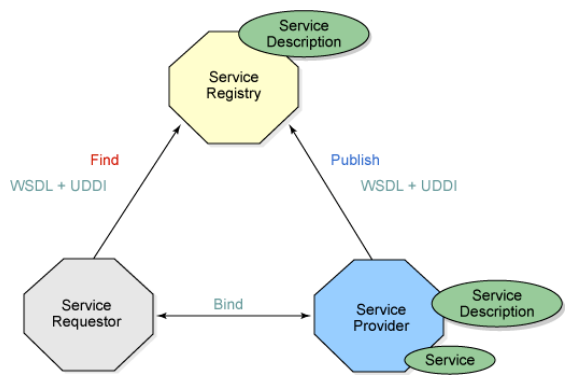 Service
Description
Service
Registry
Find
Publish
WSDL + UDDI
WSDL + UDDI
Service
Requestor
Bind
Service
Provider
Service
Description
Service